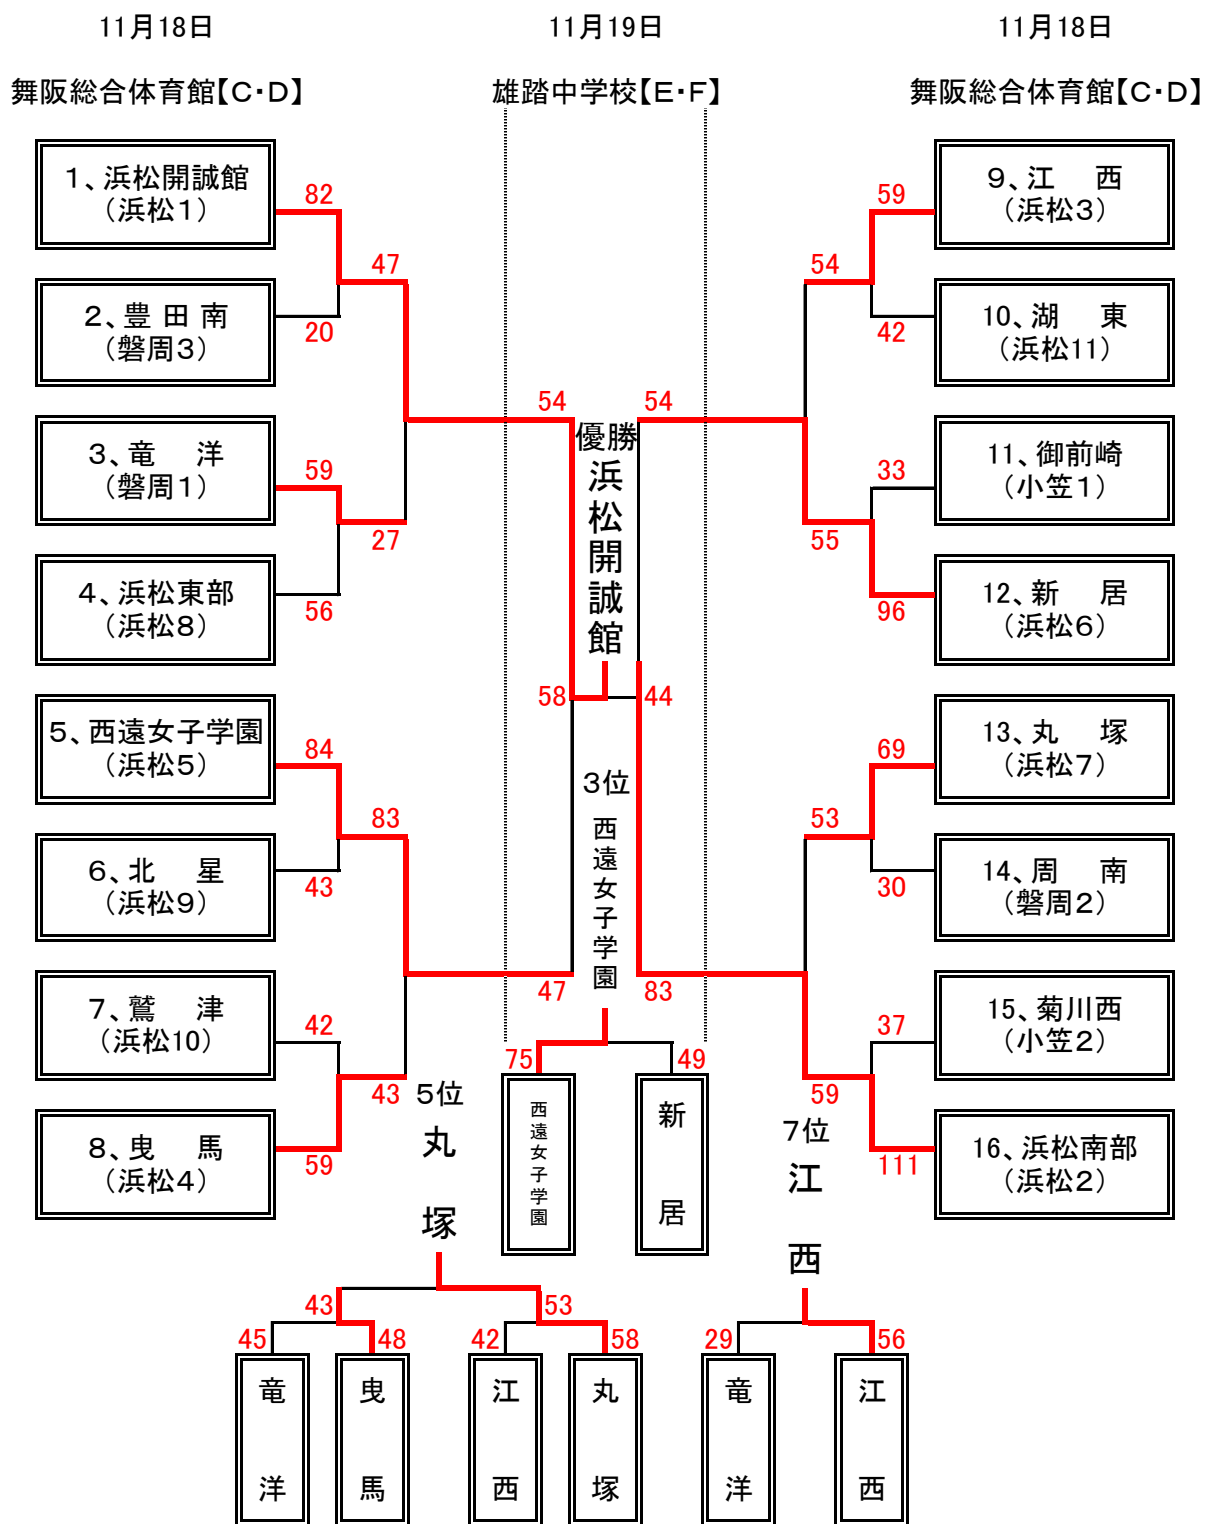 11月18日
11月19日
11月18日
舞阪総合体育館【C・D】
雄踏中学校【E・F】
舞阪総合体育館【C・D】
1、浜松開誠館
(浜松1)
82
2、豊田南
(磐周3)
20
47
3、竜　洋
(磐周1)
59
4、浜松東部
(浜松8)
56
27
5、西遠女子学園
(浜松5)
84
6、北　星
(浜松9)
43
83
7、鷲　津
(浜松10)
42
8、曳　馬
(浜松4)
59
43
54
47
58
優勝
浜松開誠館
54
83
44
9、江　西
(浜松3)
59
10、湖　東
(浜松11)
42
54
11、御前崎
(小笠1)
33
12、新　居
(浜松6)
96
55
13、丸　塚
(浜松7)
69
14、周　南
(磐周2)
30
53
15、菊川西
(小笠2)
37
16、浜松南部
(浜松2)
111
59
3位
西遠女子学園
75
49
西遠女子学園
新居
5位
丸塚
43
53
45
48
42
58
竜洋
曳馬
江西
丸塚
7位
江西
29
56
竜洋
江西